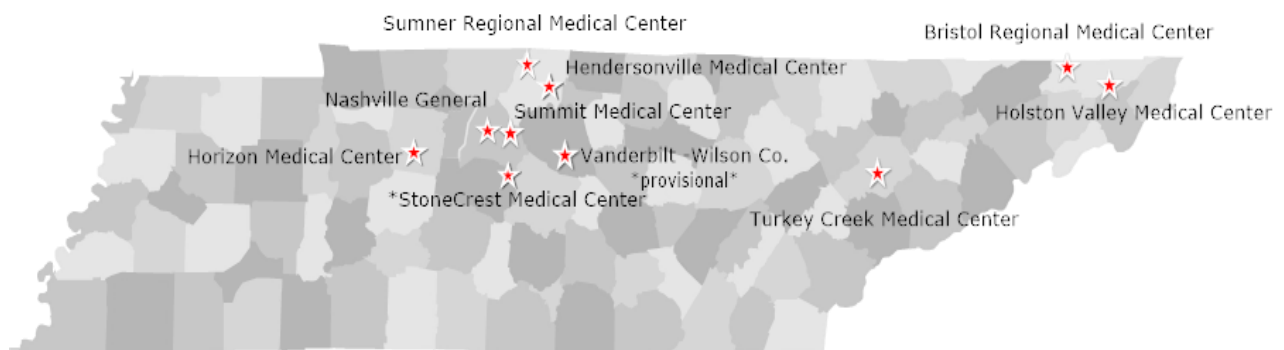 Sumner Regional Medical Center
Bristol Regional Medical Center
Hendersonville Medical Center
Nashville General
Summit Medical Center
Holston Valley Medical Center
Horizon Medical Center
Vanderbilt -Wilson Co.
*provisional*
*StoneCrest Medical Center
Turkey Creek Medical Center